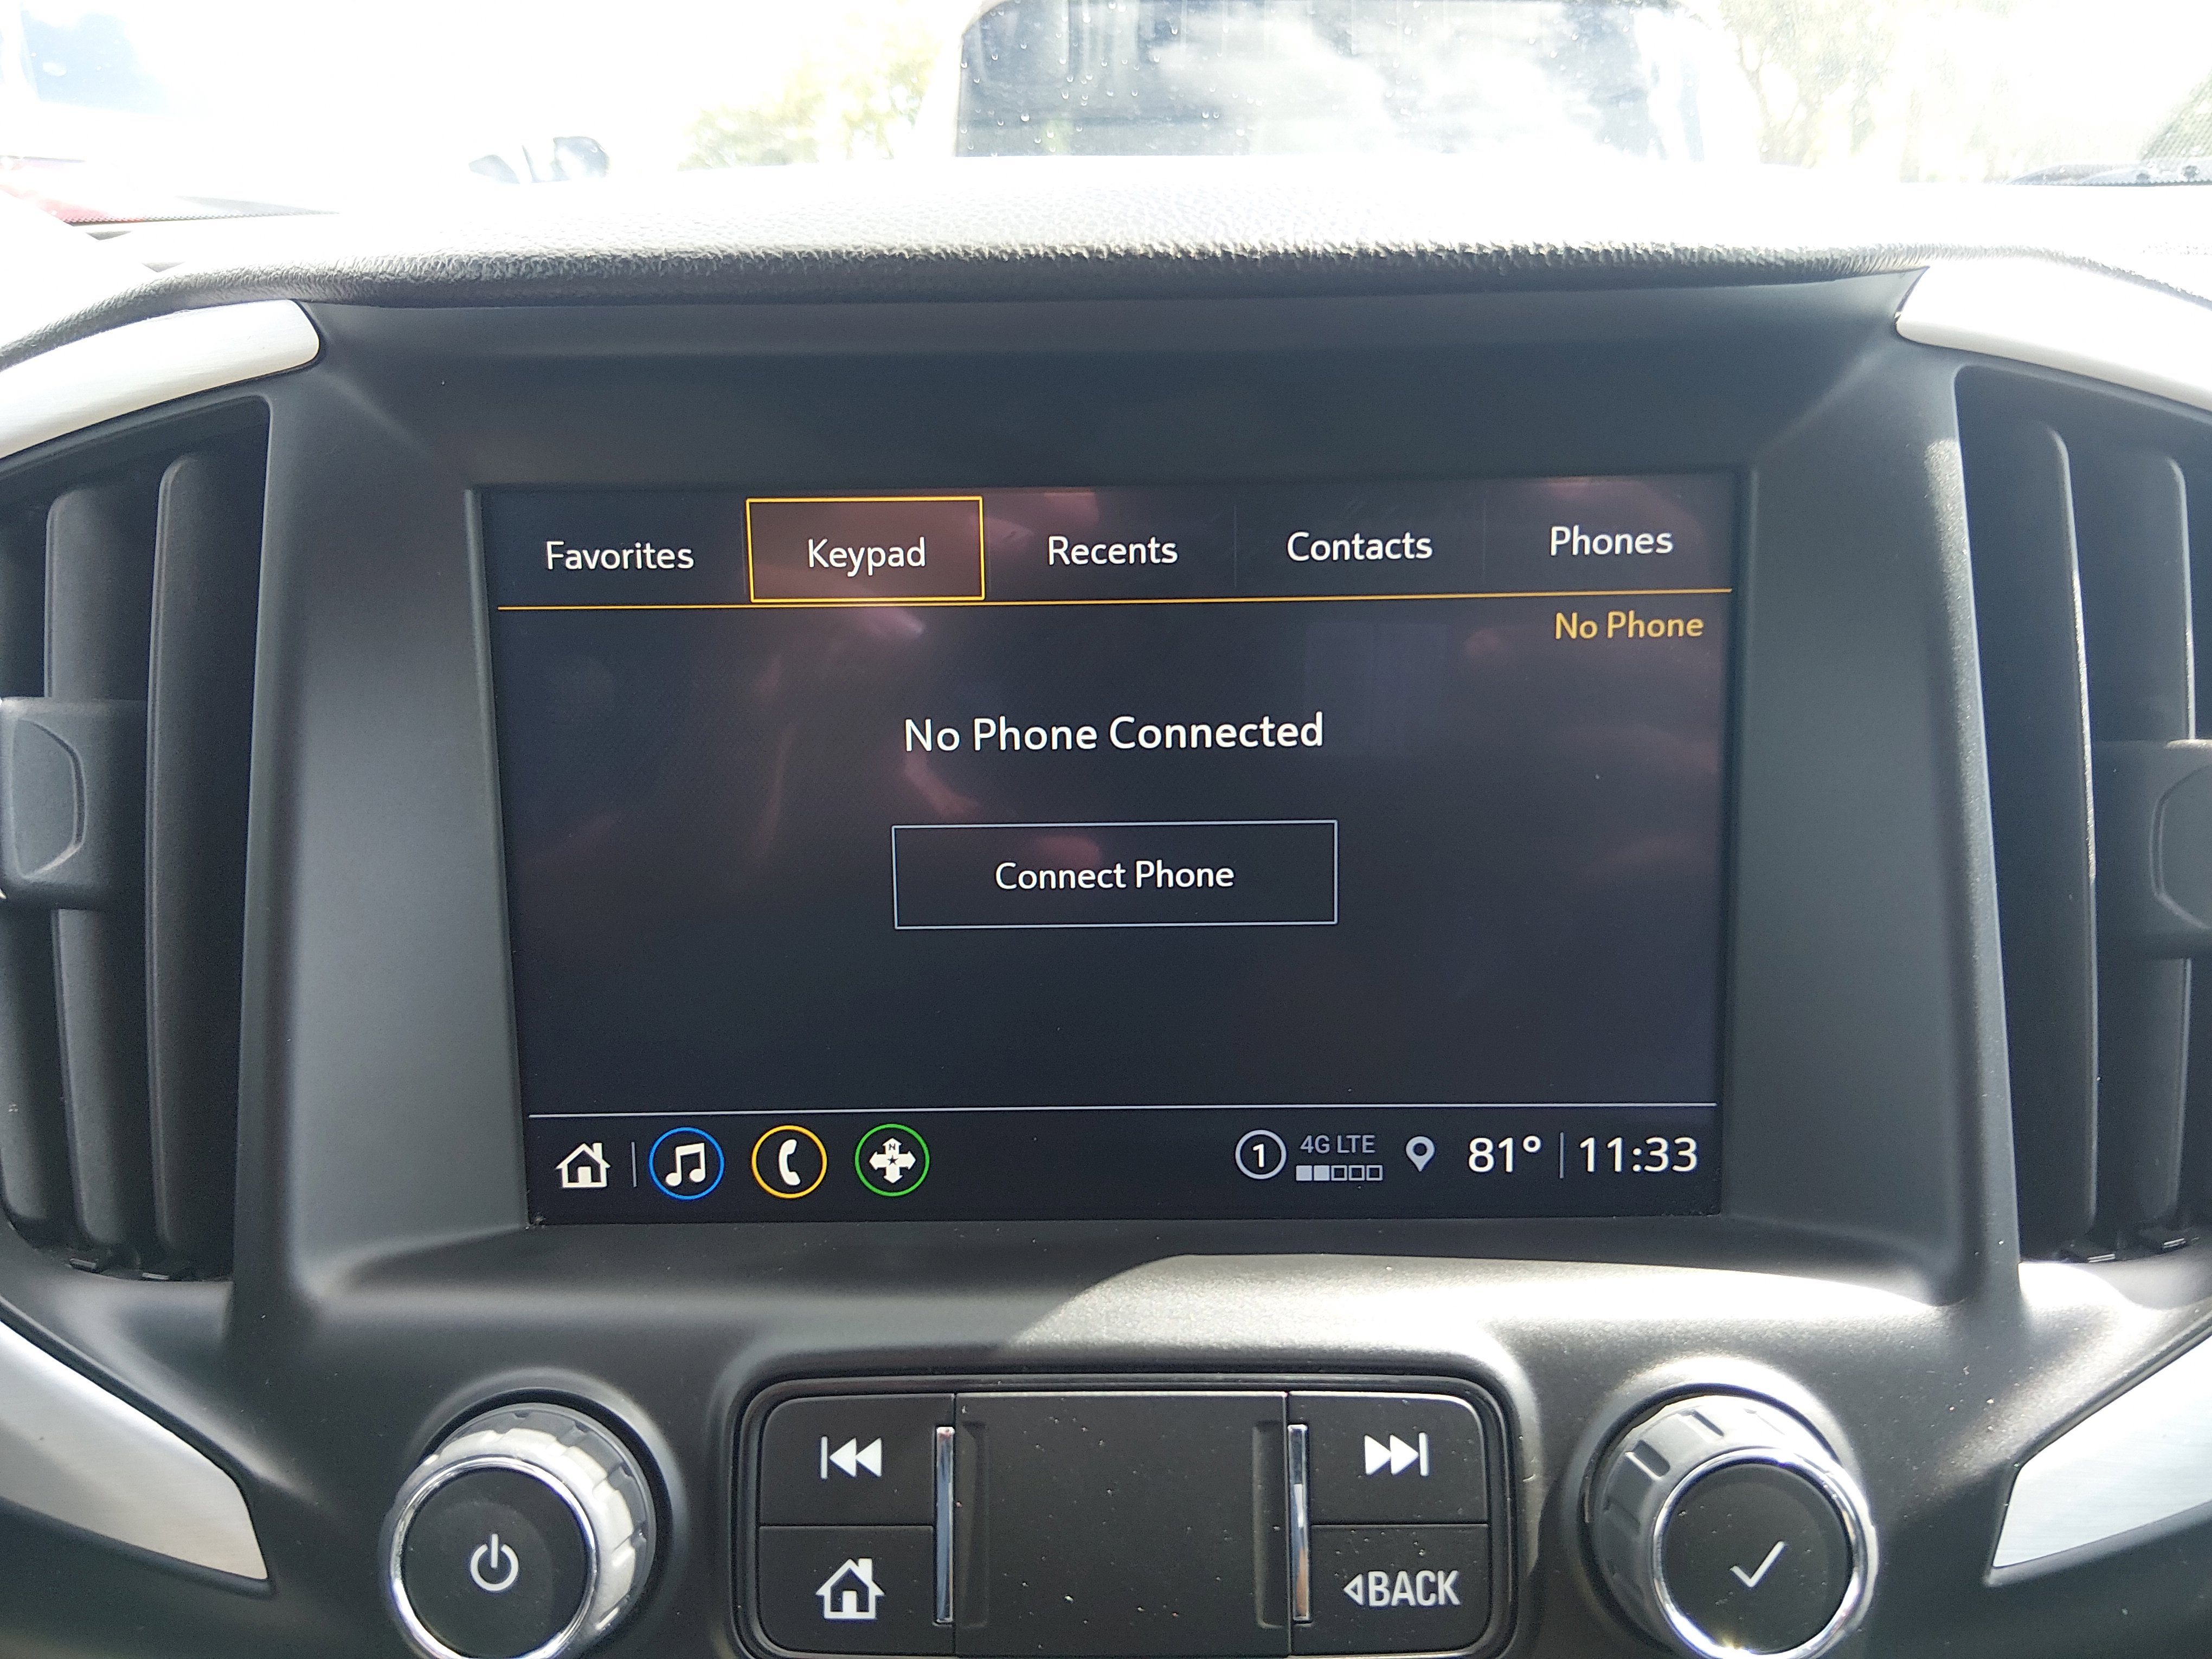 Favorites Keypad Recents Contacts Phones
No Phone
No Phone Connected
Connect Phone
N
1 4G LTE 81° 11:33
◁BACK